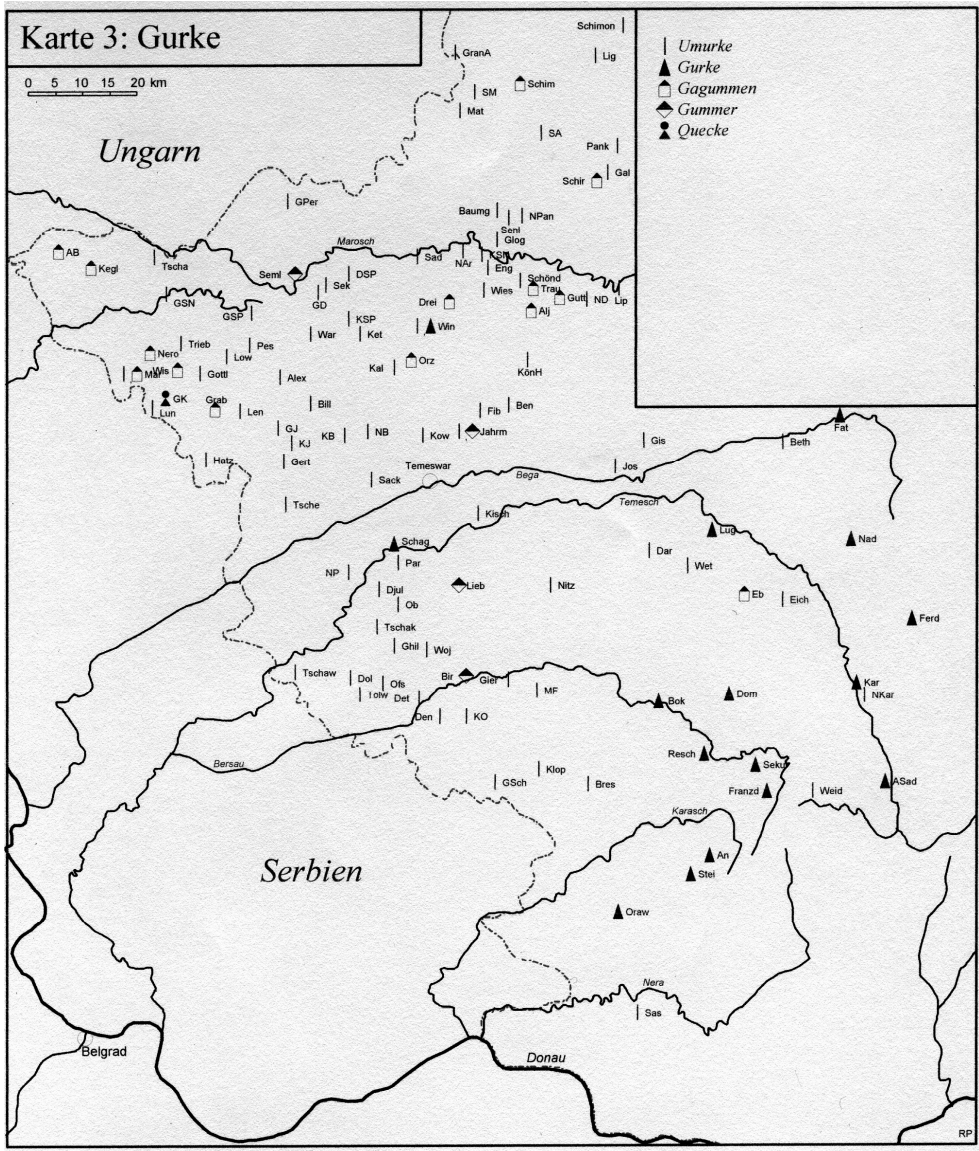 Karte 3: Gurke
0 5 10 15 20 km
Umurke
Gurke
Gagummen
Gummer
Quecke
Schimon
GranA
Lig
Schim
SM
Mat
SA
Ungarn
Pank
Gal
Schir
GPer
Baumg
NPan
Senl
Glog
Marosch
AB
Kegl
Tscha
Seml
DSP
Sad
NAr
KSN
Eng
Sek
GD
Wies
Schönd
Trau
Gutt
ND
Lip
GSN
GSP
Drei
Alj
KSP
War
Ket
Win
Trieb
Pes
Nero
Low
Orz
Kal
KönH
Mar
Wis
Gottl
Alex
GK
Grab
Lun
Len
Bill
Fib
Ben
GJ
KJ
KB
NB
Kow
Jahrm
Gis
Beth
Fat
Hatz
Gert
Temeswar
Jos
Sack
Bega
Tsche
Kisch
Temesch
Lug
Nad
Schag
Par
Dar
Wet
NP
Djul
Lieb
Nitz
Eb
Eich
Ob
Ferd
Tschak
Ghil
Woj
Tschaw
Dol
Ofs
Tolw
Det
Bir
Gier
MF
Bok
Dom
Kar
NKar
Den
KO
Bersau
Resch
Seku
Klop
GSch
Bres
Franzd
Weid
ASad
Karasch
An
Stei
Serbien
Oraw
Nera
Sas
Belgrad
Donau
RP